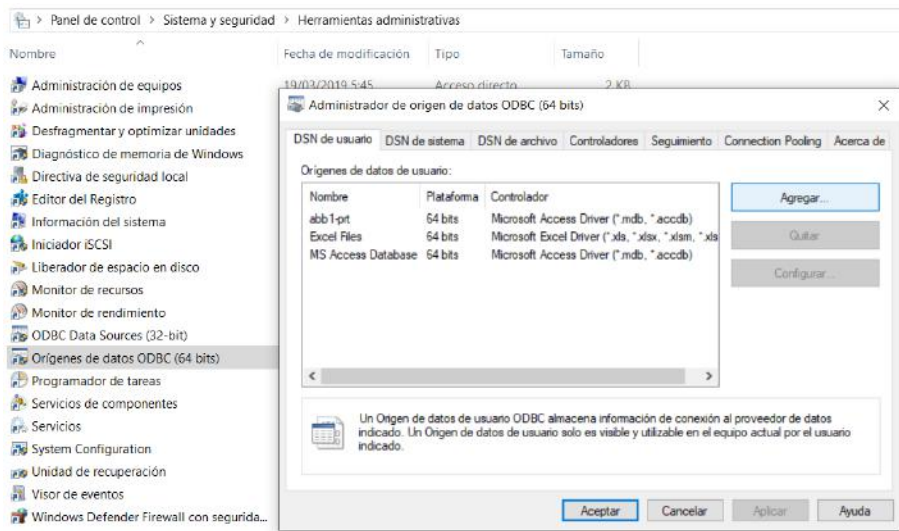 Panel de control > Sistema y seguridad > Herramientas administrativas
Nombre Fecha de modificación Tipo Tamaño
Administración de equipos 19/03/2019 5:45 Acceso directo 2 KB
Administración de impresión
Desfragmentar y optimizar unidades
Diagnóstico de memoria de Windows
Directiva de seguridad local
Editor del Registro
Información del sistema
Iniciador iSCSI
Liberador de espacio en disco
Monitor de recursos
Monitor de rendimiento
ODBC Data Sources (32-bit)
Orígenes de datos ODBC (64 bits)
Programador de tareas
Servicios de componentes
Servicios
System Configuration
Unidad de recuperación
Visor de eventos
Windows Defender Firewall con segurida...
Administrador de origen de datos ODBC (64 bits)
DSN de usuario DSN de sistema DSN de archivo Controladores Seguimiento Connection Pooling Acerca de
Orígenes de datos de usuario:
Nombre Plataforma Controlador
abb1-prt 64 bits Microsoft Access Driver (*.mdb, *.accdb)
Excel Files 64 bits Microsoft Excel Driver (*.xls, *.xlsx, *.xlsm, *.xls
MS Access Database 64 bits Microsoft Access Driver (*.mdb, *.accdb)
Agregar...
Quitar
Configurar...
Un Origen de datos de usuario ODBC almacena información de conexión al proveedor de datos
indicado. Un Origen de datos de usuario solo es visible y utilizable en el equipo actual por el usuario
indicado.
Aceptar Cancelar Aplicar Ayuda